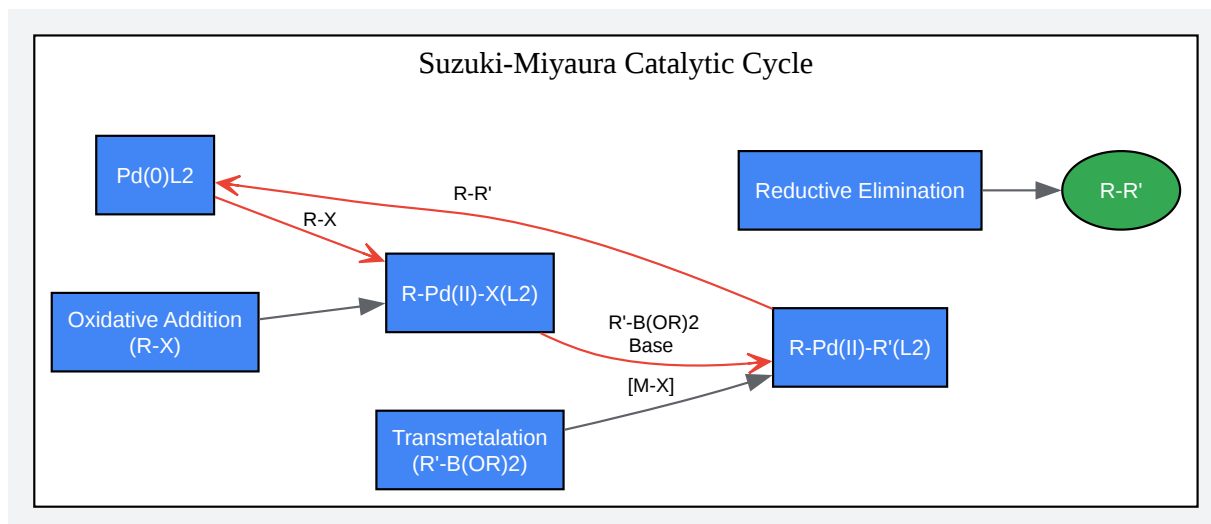 Suzuki-Miyaura Catalytic Cycle
Pd(0)L2
R-X
R-R'
Reductive Elimination
R-R'
Oxidative Addition
(R-X)
R-Pd(II)-X(L2)
R'-B(OR)2
Base
R-Pd(II)-R'(L2)
[M-X]
Transmetalation
(R'-B(OR)2)